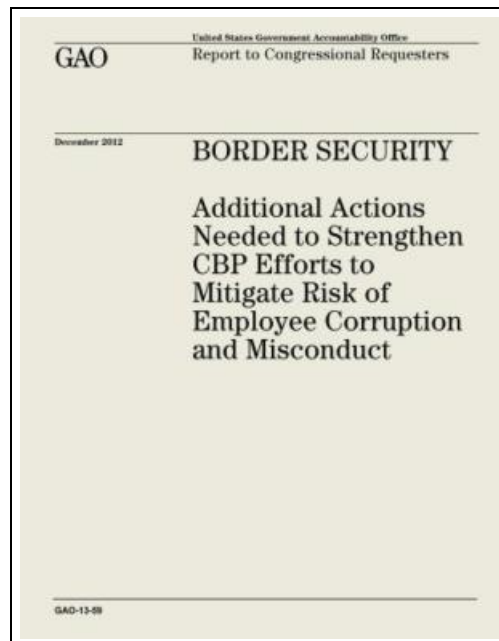 United States Government Accountability Office
GAO
Report to Congressional Requesters
December 2012
BORDER SECURITY
Additional Actions
Needed to Strengthen
CBP Efforts to
Mitigate Risk of
Employee Corruption
and Misconduct
GAO-13-59